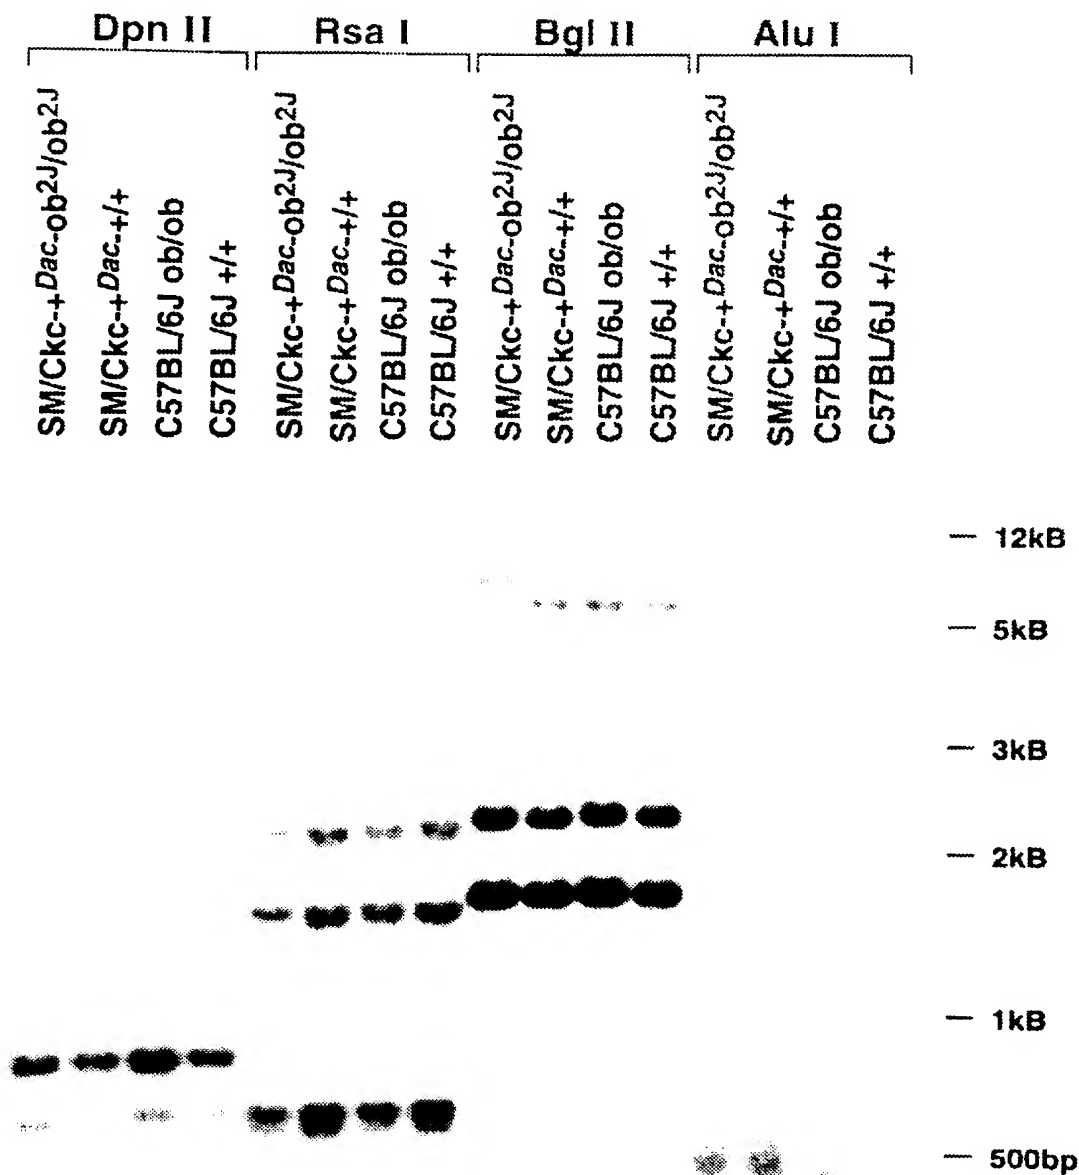 Dpn II Rsa I Bgl II Alu I
SM/Ckc-+Dac-ob2J/ob2J
SM/Ckc-+Dac-+/+
C57BL/6J ob/ob
C57BL/6J +/+
SM/Ckc-+Dac-ob2J/ob2J
SM/Ckc-+Dac-+/+
C57BL/6J ob/ob
C57BL/6J +/+
SM/Ckc-+Dac-ob2J/ob2J
SM/Ckc-+Dac-+/+
C57BL/6J ob/ob
C57BL/6J +/+
SM/Ckc-+Dac-ob2J/ob2J
SM/Ckc-+Dac-+/+
C57BL/6J ob/ob
C57BL/6J +/+
12kB
5kB
3kB
2kB
1kB
500bp